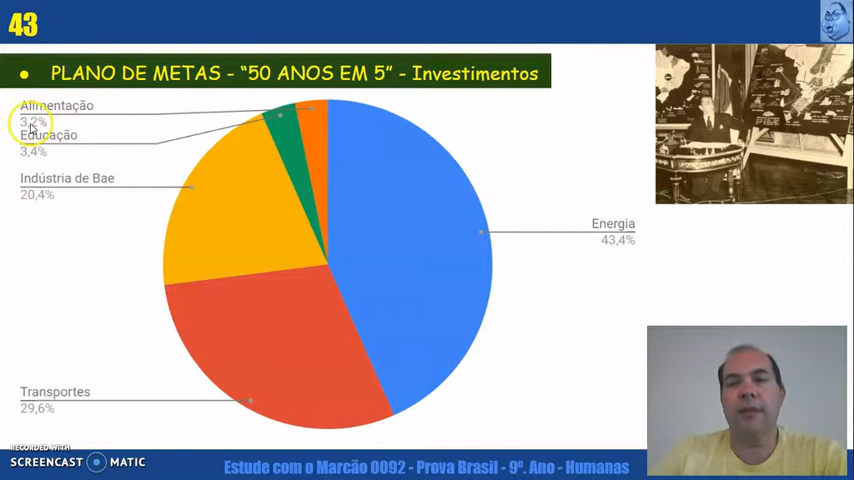 43
● PLANO DE METAS - “50 ANOS EM 5” - Investimentos
Alimentação
3,2%
Educação
3,4%
Indústria de Bae
20,4%
Energia
43,4%
Transportes
29,6%
RECORDED WITH
SCREENCAST MATIC
Estude com o Marcão 0092 - Prova Brasil - 9º. Ano - Humanas